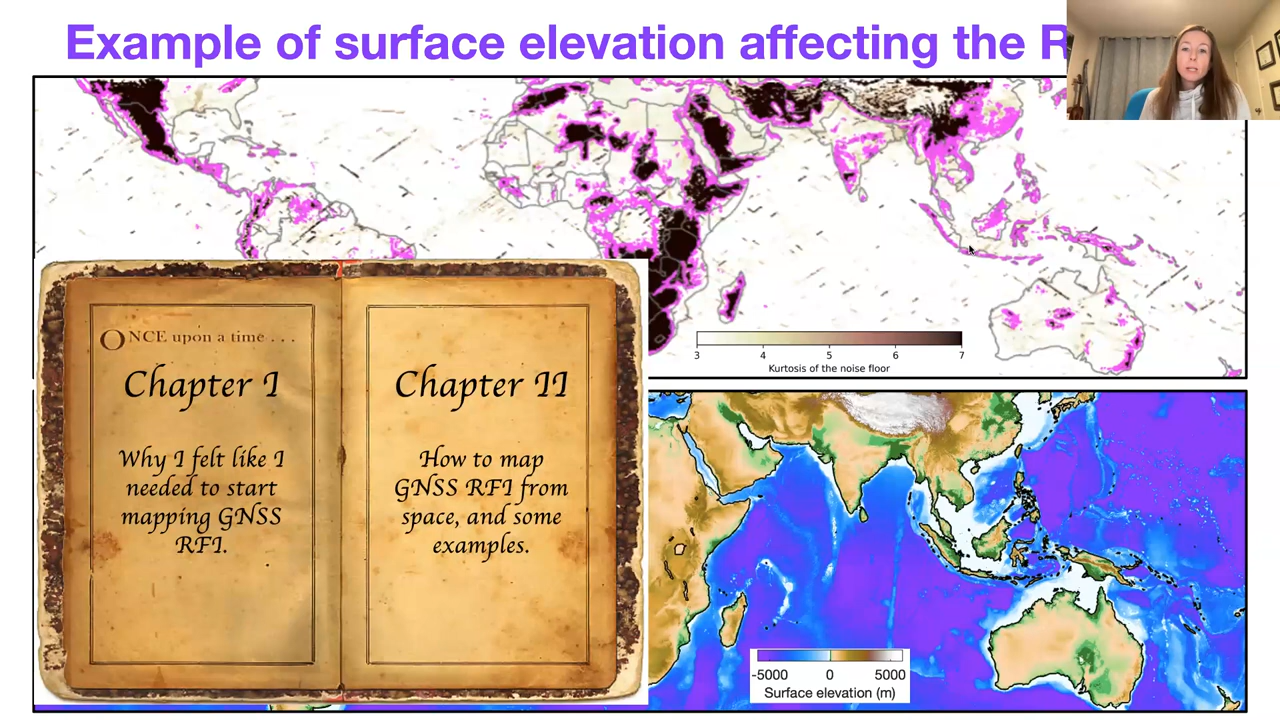 Example of surface elevation affecting the R
3 4 5 6 7
Kurtosis of the noise floor
ONCE upon a time . . .
Chapter I
Why I felt like I
needed to start
mapping GNSS
RFI.
Chapter II
How to map
GNSS RFI from
space, and some
examples.
-5000 0 5000
Surface elevation (m)